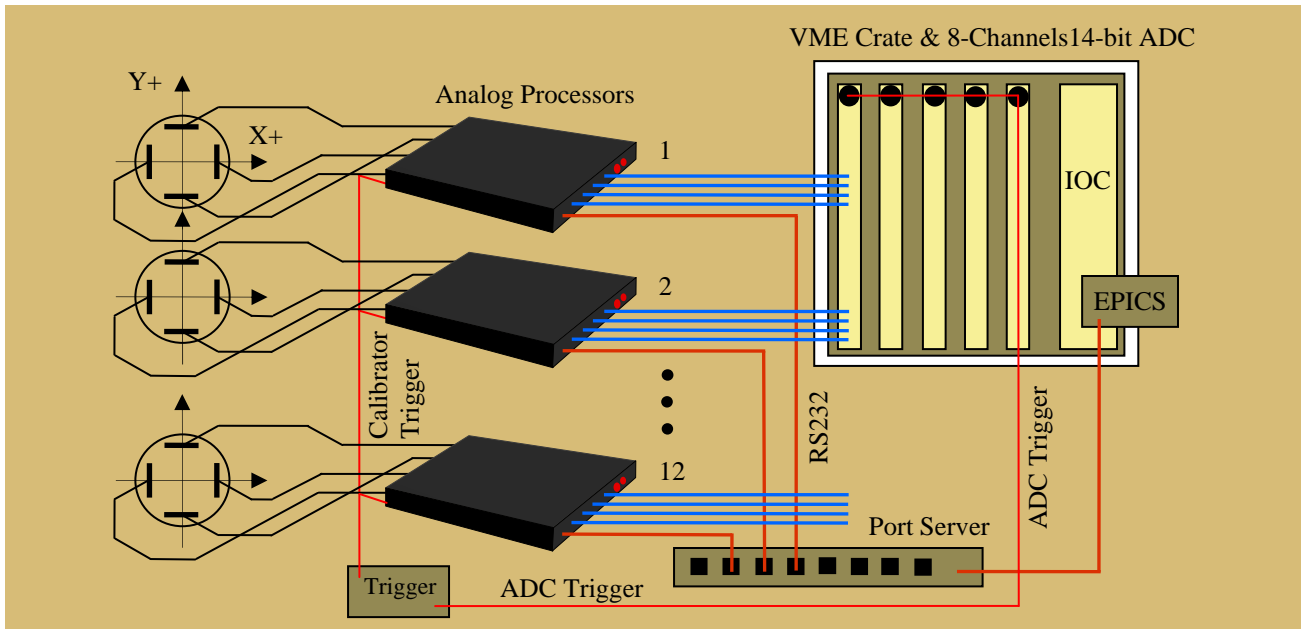 VME Crate & 8-Channels14-bit ADC
Y+
Analog Processors
X+
1
IOC
2
EPICS
Calibrator
Trigger
RS232
ADC Trigger
12
Port Server
Trigger
ADC Trigger